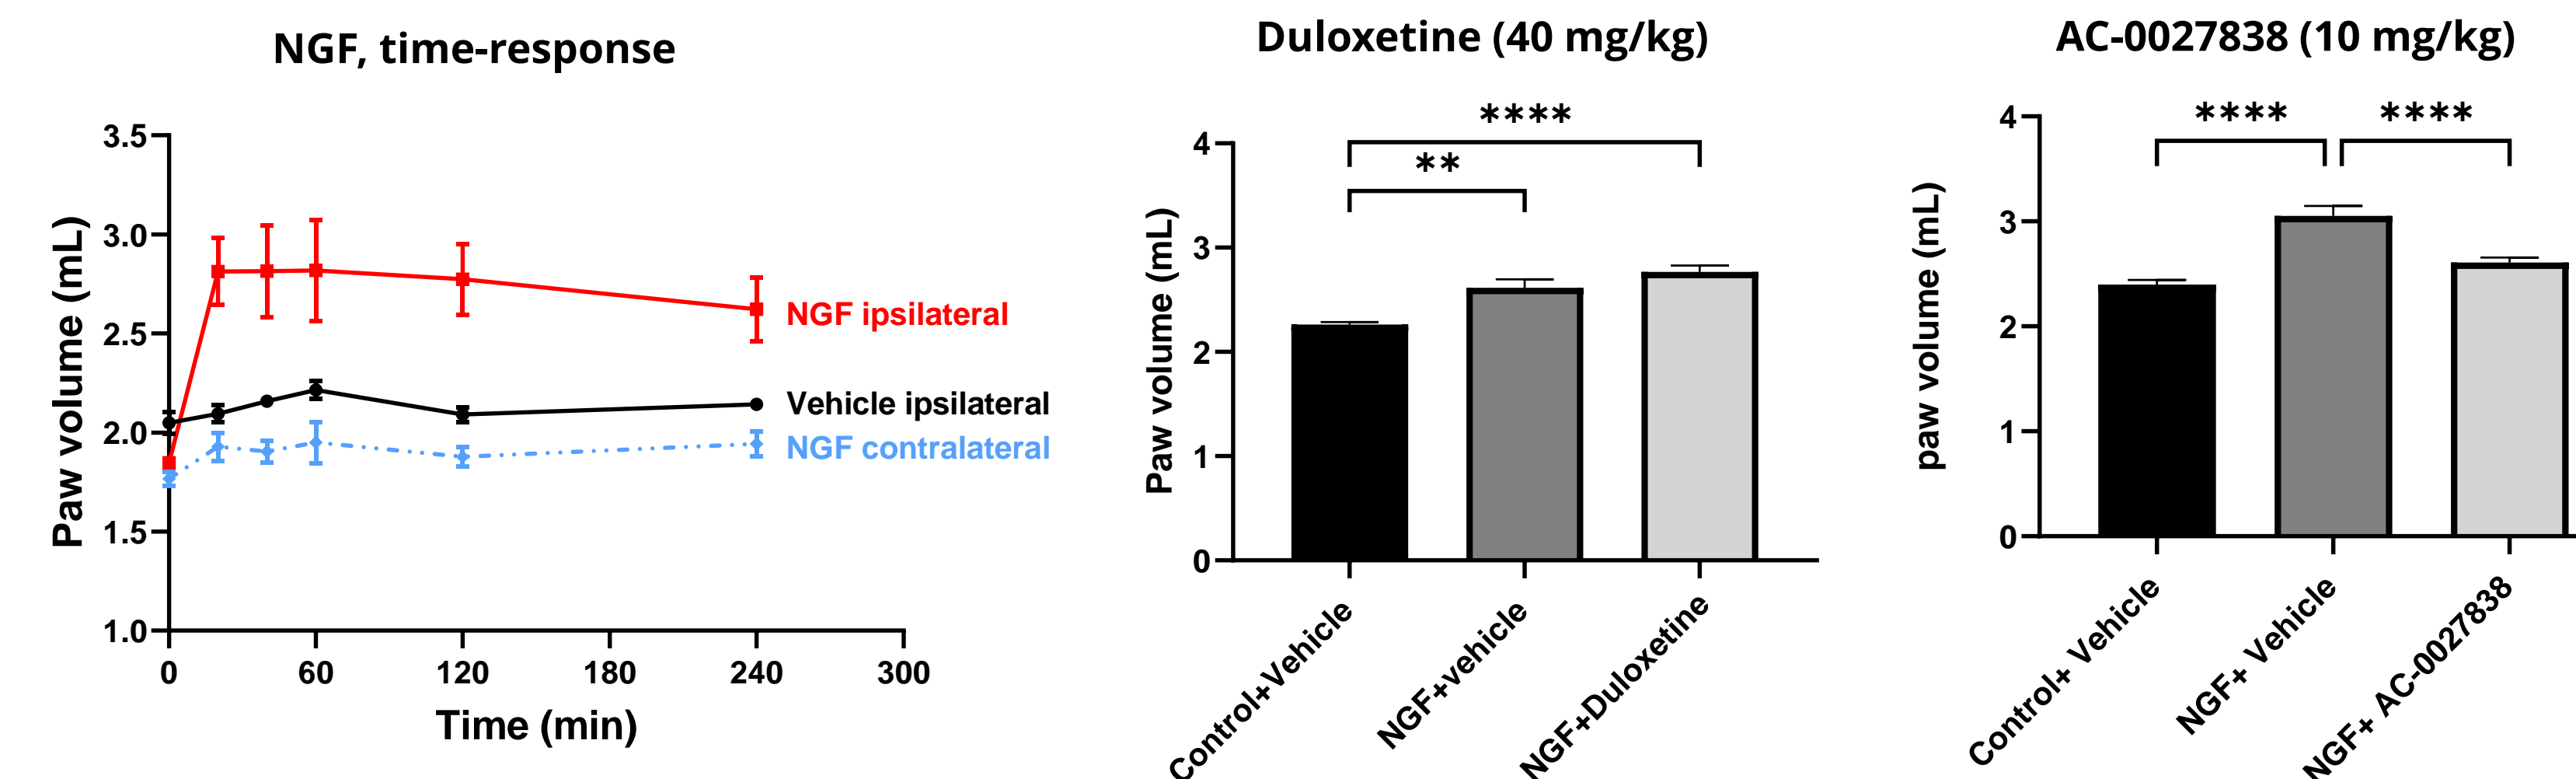 NGF, time-response
Paw volume (mL)
3.5
3.0
2.5
2.0
1.5
1.0
0
60
120
180
240
300
Time (min)
NGF ipsilateral
Vehicle ipsilateral
NGF contralateral
Duloxetine (40 mg/kg)
Paw volume (mL)
4
3
2
1
0
****
**
Control+Vehicle
NGF+vehicle
NGF+Duloxetine
AC-0027838 (10 mg/kg)
paw volume (mL)
4
3
2
1
0
****
****
Control+ Vehicle
NGF+ Vehicle
NGF+ AC-0027838